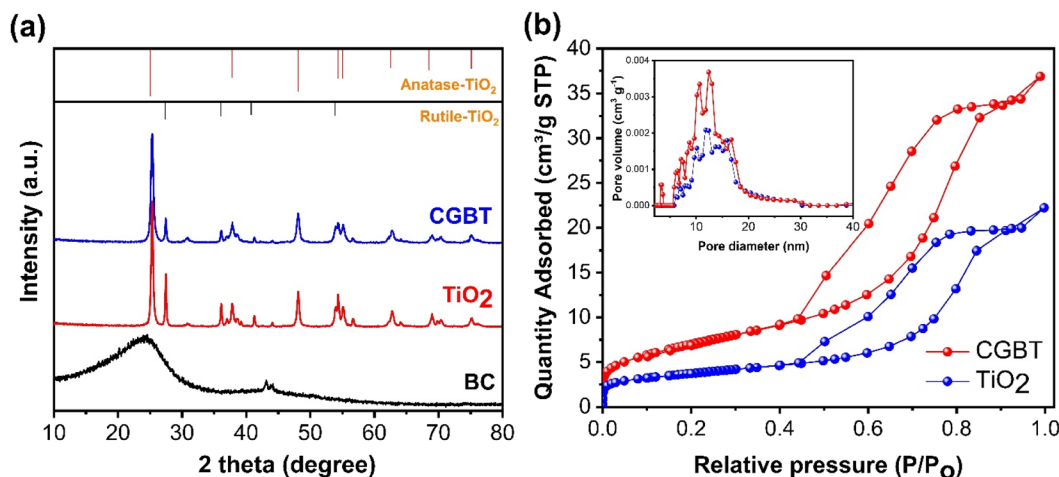 (a)
Anatase-TiO2
Rutile-TiO2
CGBT
TiO2
BC
Intensity (a.u.)
10 20 30 40 50 60 70 80
2 theta (degree)
(b)
Quantity Adsorbed (cm³/g STP)
40
35
30
25
20
15
10
5
0
0.004
0.003
0.002
0.001
0.000
Pore volume (cm³ g⁻¹)
0 10 20 30 40
Pore diameter (nm)
CGBT
TiO2
0.0 0.2 0.4 0.6 0.8 1.0
Relative pressure (P/PO)